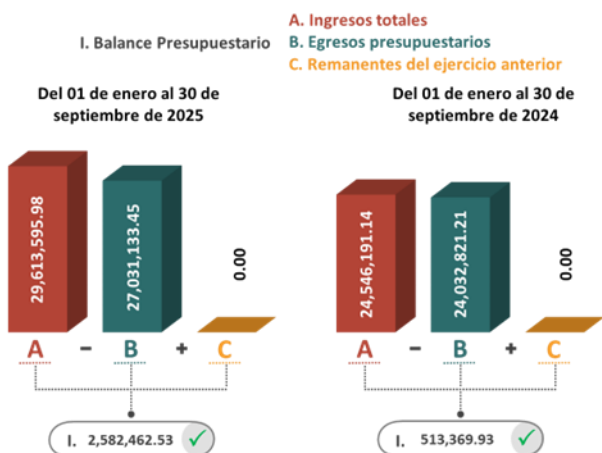 I. Balance Presupuestario
A. Ingresos totales
B. Egresos presupuestarios
C. Remanentes del ejercicio anterior
Del 01 de enero al 30 de
septiembre de 2025
29,613,595.98
27,031,133.45
0.00
A – B + C
I. 2,582,462.53 ✓
Del 01 de enero al 30 de
septiembre de 2024
24,546,191.14
24,032,821.21
0.00
A – B + C
I. 513,369.93 ✓